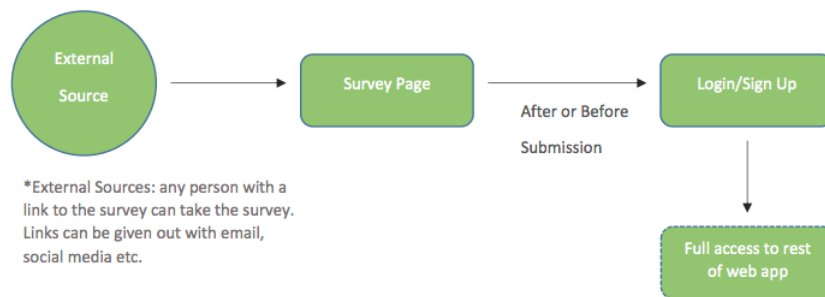 External
Source
Survey Page
After or Before
Submission
Login/Sign Up
*External Sources: any person with a
link to the survey can take the survey.
Links can be given out with email,
social media etc.
Full access to rest
of web app